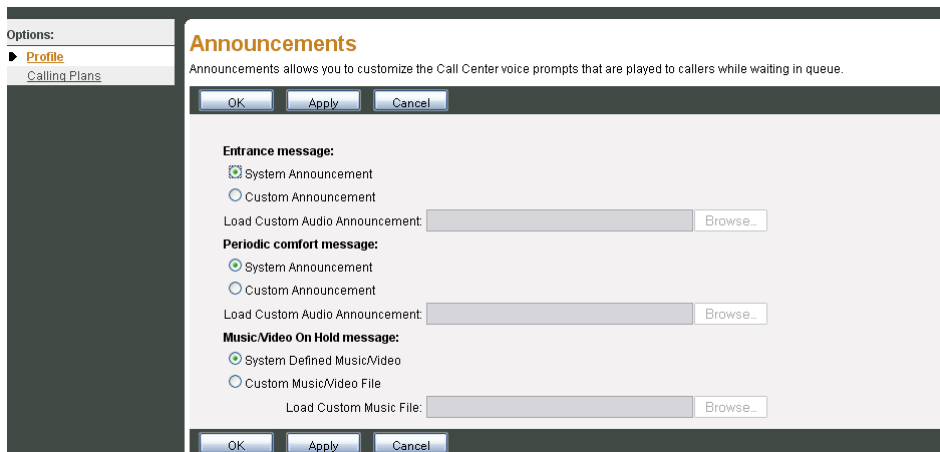 Options:
Profile
Calling Plans
Announcements
Announcements allows you to customize the Call Center voice prompts that are played to callers while waiting in queue.
OK Apply Cancel
Entrance message:
System Announcement
Custom Announcement
Load Custom Audio Announcement: Browse...
Periodic comfort message:
System Announcement
Custom Announcement
Load Custom Audio Announcement: Browse...
Music/Video On Hold message:
System Defined Music/Video
Custom Music/Video File
Load Custom Music File: Browse...
OK Apply Cancel